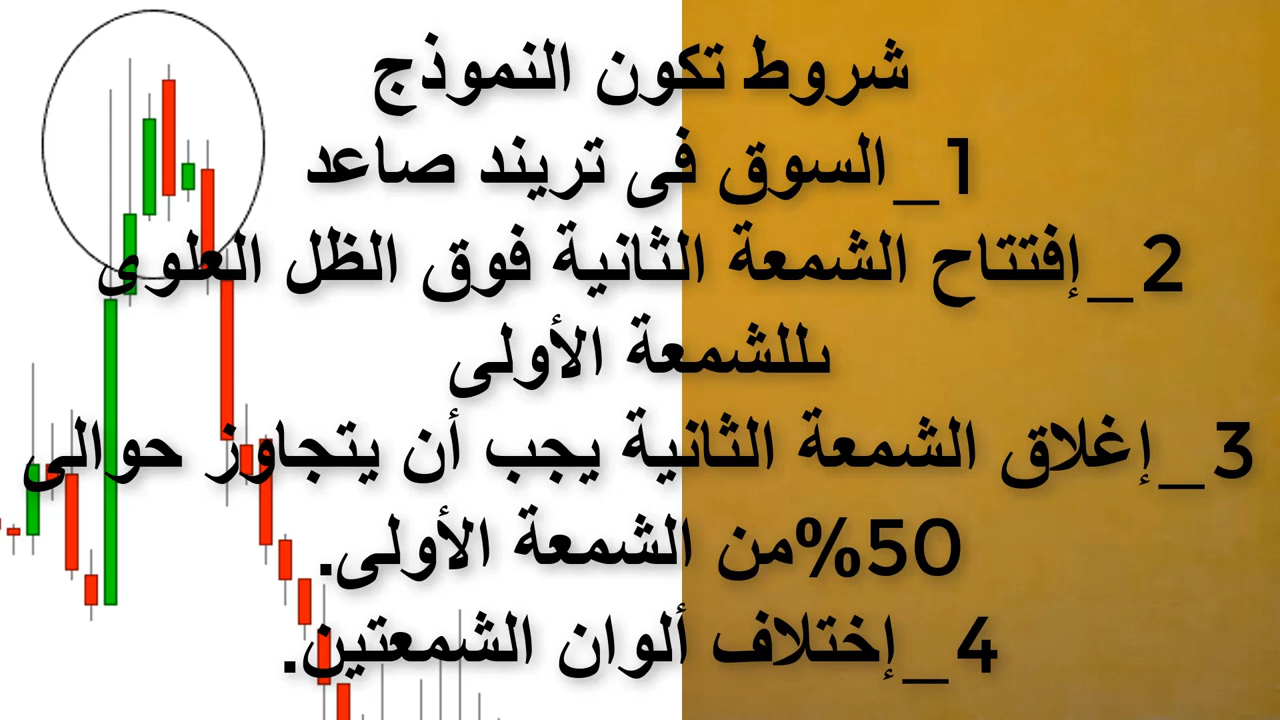 شروط تكون النموذج
1_السوق فى تريند صاعد
2_إفتتاح الشمعة الثانية فوق الظل العلوى
ىللشمعة الأولى
3_إغلاق الشمعة الثانية يجب أن يتجاوز حوالى
50%من الشمعة الأولى.
4_إختلاف ألوان الشمعتين.